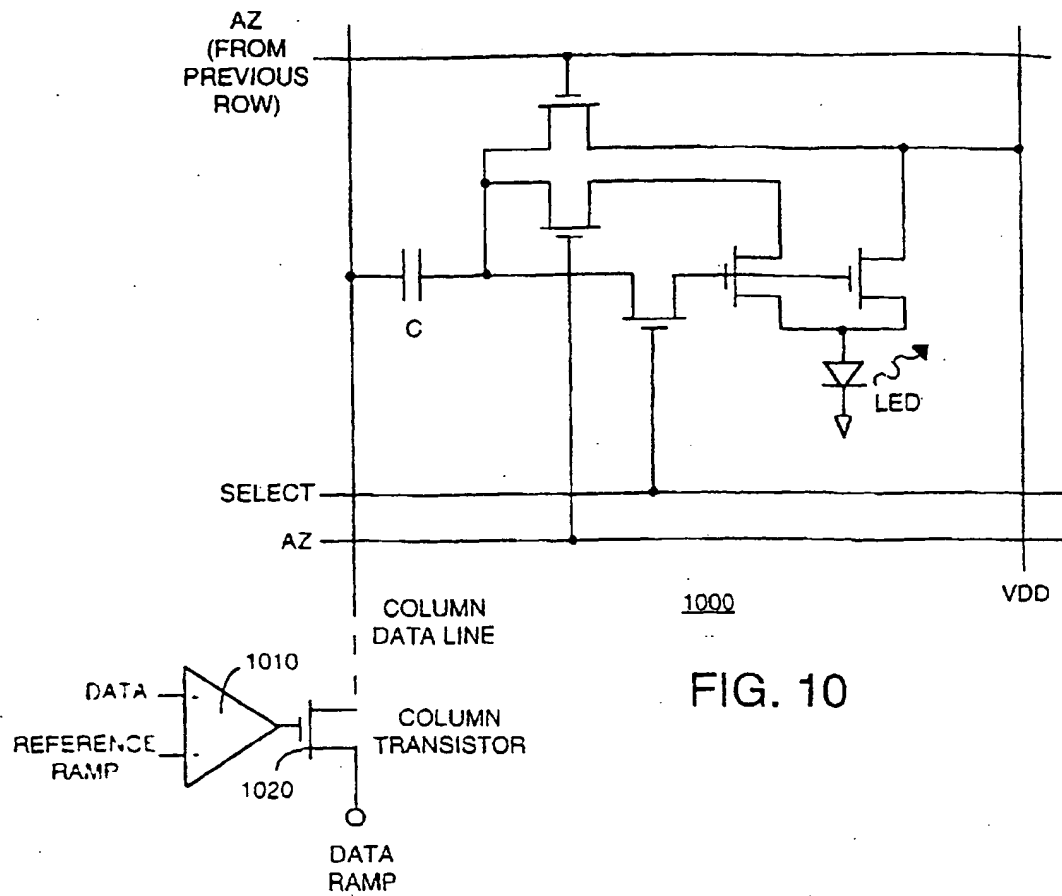 AZ
(FROM
PREVIOUS
ROW)
C
LED
SELECT
AZ
VDD
1000
COLUMN
DATA LINE
FIG. 10
1010
DATA
REFERENCE
RAMP
COLUMN
TRANSISTOR
1020
DATA
RAMP